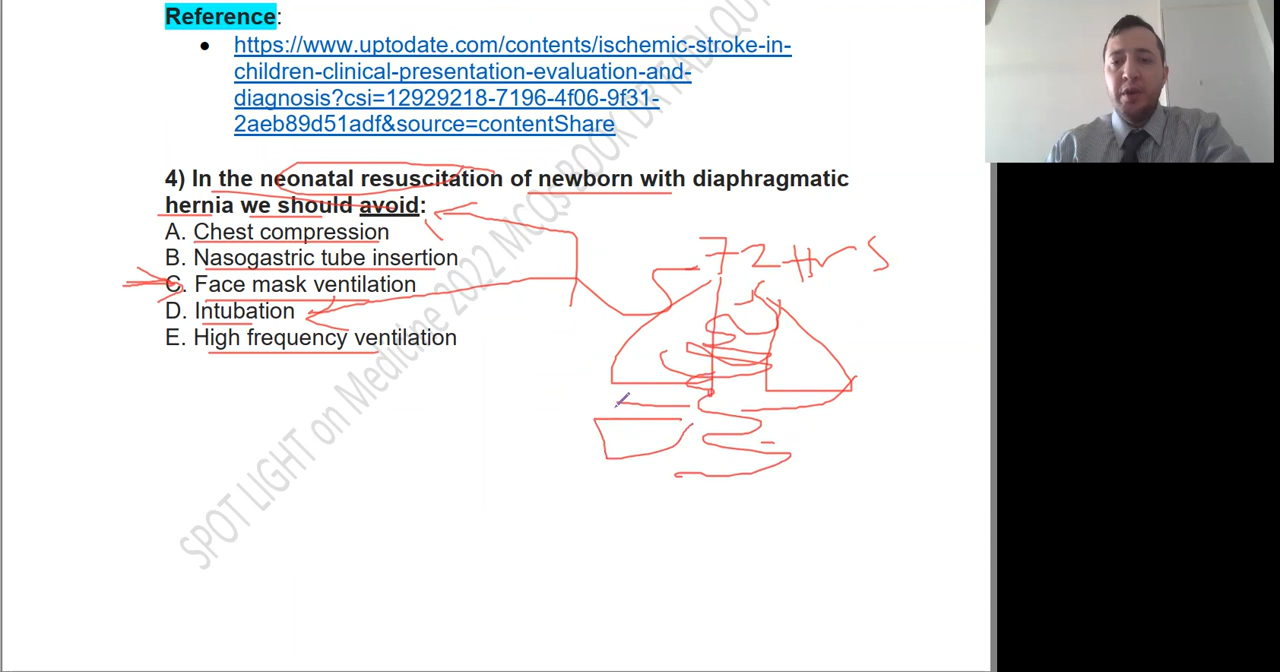 Reference:
• https://www.uptodate.com/contents/ischemic-stroke-in-
children-clinical-presentation-evaluation-and-
diagnosis?csi=12929218-7196-4f06-9f31-
2aeb89d51adf&source=contentShare
4) In the neonatal resuscitation of newborn with diaphragmatic
hernia we should avoid:
A. Chest compression
B. Nasogastric tube insertion
C. Face mask ventilation
D. Intubation
E. High frequency ventilation
72 Hrs
SPOT LIGHT on Medicine 2022 MCQs BOOK